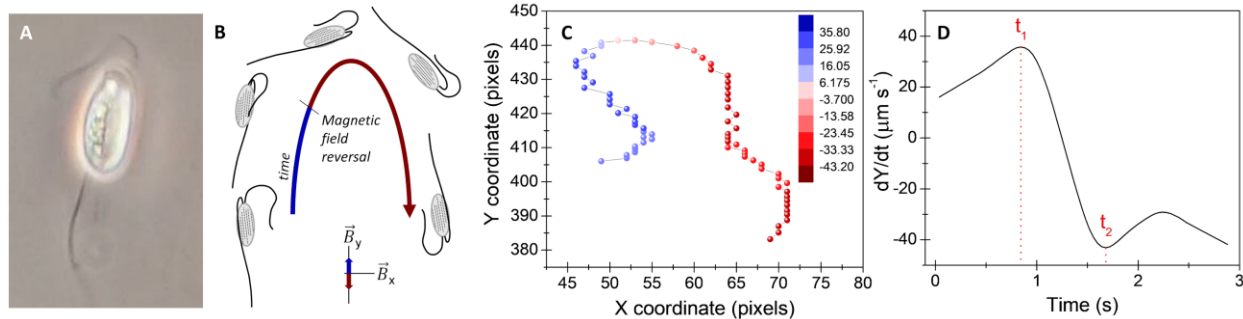 A
B
time
Magnetic
field
reversal
B⃗y
B⃗x
C
Y coordinate (pixels)
450
440
430
420
410
400
390
380
45 50 55 60 65 70 75 80
X coordinate (pixels)
35.80
25.92
16.05
6.175
-3.700
-13.58
-23.45
-33.33
-43.20
D
dY/dt (μm s⁻¹)
40
20
0
-20
-40
t₁
t₂
0 1 2 3
Time (s)